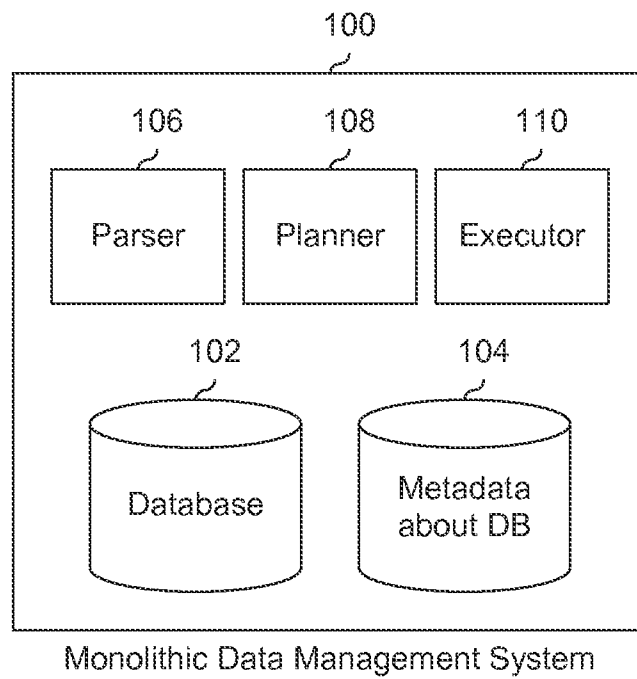 100
106
108
110
Parser
Planner
Executor
102
104
Database
Metadata
about DB
Monolithic Data Management System